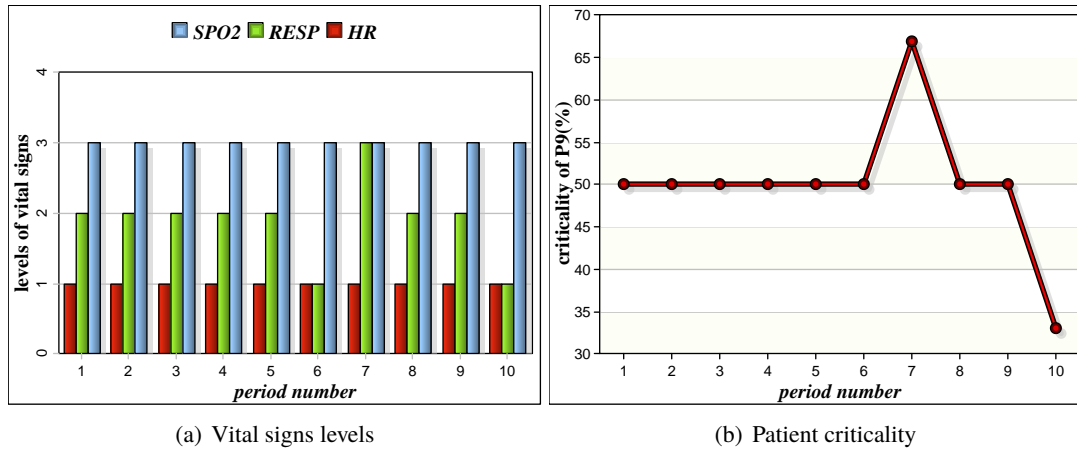 SPO2 RESP HR
levels of vital signs
4
3
2
1
0
1 2 3 4 5 6 7 8 9 10
period number
(a) Vital signs levels
criticality of P9(%)
70
65
60
55
50
45
40
35
30
1 2 3 4 5 6 7 8 9 10
period number
(b) Patient criticality